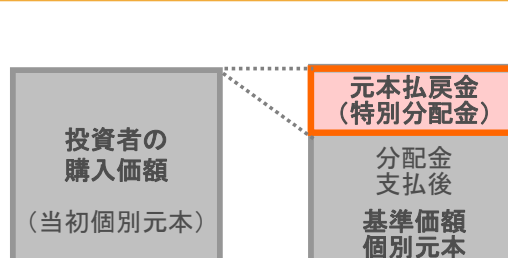 投資者の
購入価額
（当初個別元本）
元本払戻金
（特別分配金）
分配金
支払後
基準価額
個別元本